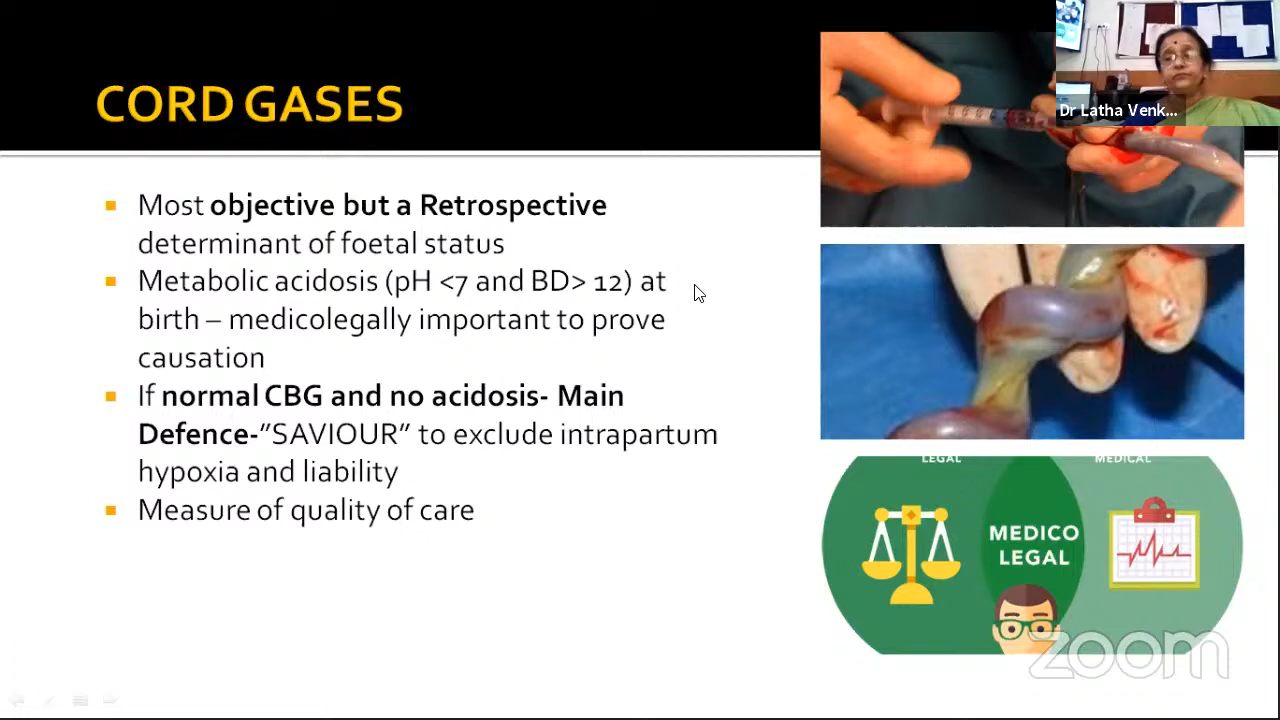 CORD GASES
Dr Latha Venk...
Most objective but a Retrospective
determinant of foetal status
Metabolic acidosis (pH <7 and BD> 12) at
birth – medicolegally important to prove
causation
If normal CBG and no acidosis- Main
Defence-”SAVIOUR” to exclude intrapartum
hypoxia and liability
Measure of quality of care
LEGAL
MEDICAL
MEDICO
LEGAL
zoom